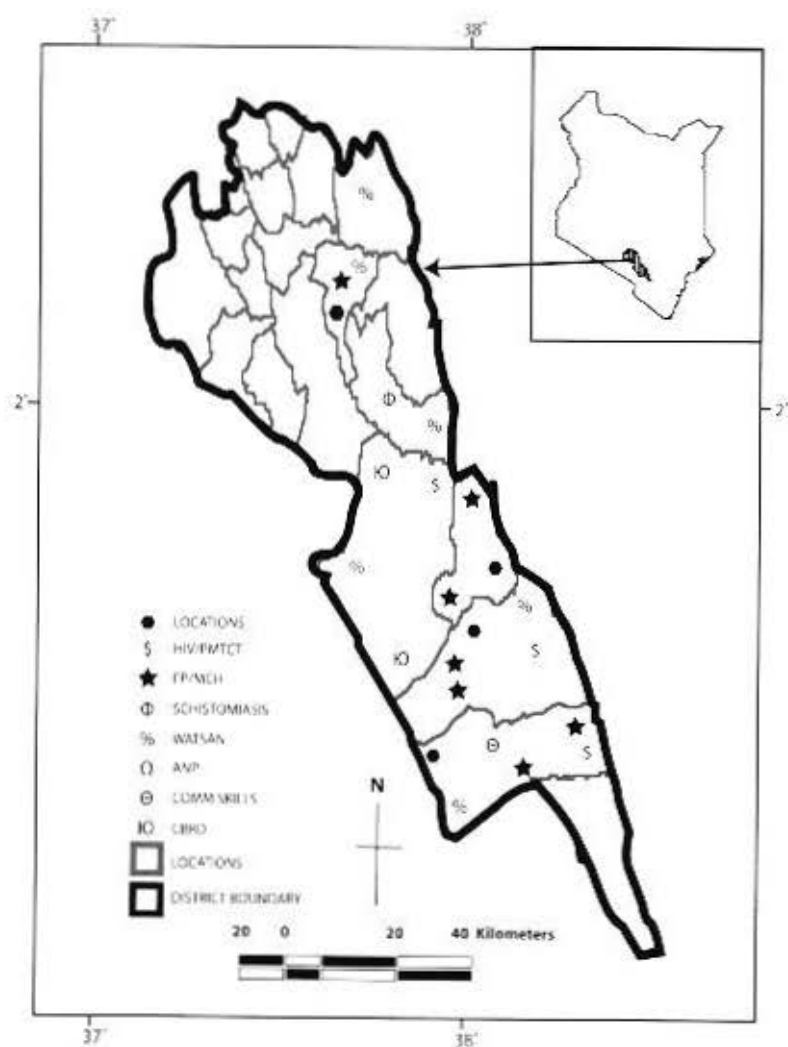 37°
38°
%
%
2°
2°
Φ
%
Ю
$
%
%
Ю
$
Θ
$
%
LOCATIONS
$ HIV/PMTCT
FP/MCH
Φ SCHISTOMIASIS
% WATSAN
Ω ANP
Θ COMM SKILLS
Ю CBRD
LOCATIONS
DISTRICT BOUNDARY
N
20 0 20 40 Kilometers
37°
38°